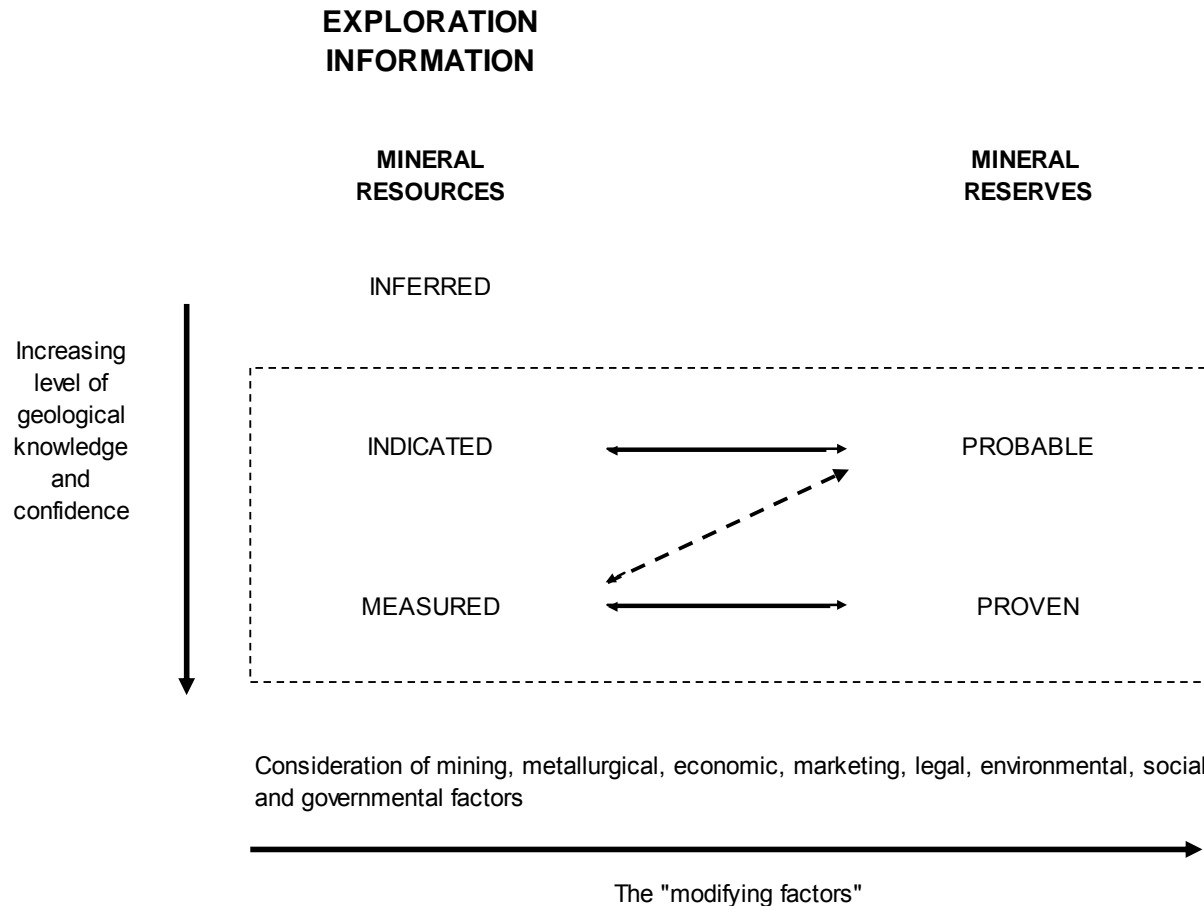 EXPLORATION
INFORMATION
MINERAL
RESOURCES
MINERAL
RESERVES
INFERRED
Increasing
level of
geological
knowledge
and
confidence
INDICATED
PROBABLE
MEASURED
PROVEN
Consideration of mining, metallurgical, economic, marketing, legal, environmental, social
and governmental factors
The "modifying factors"